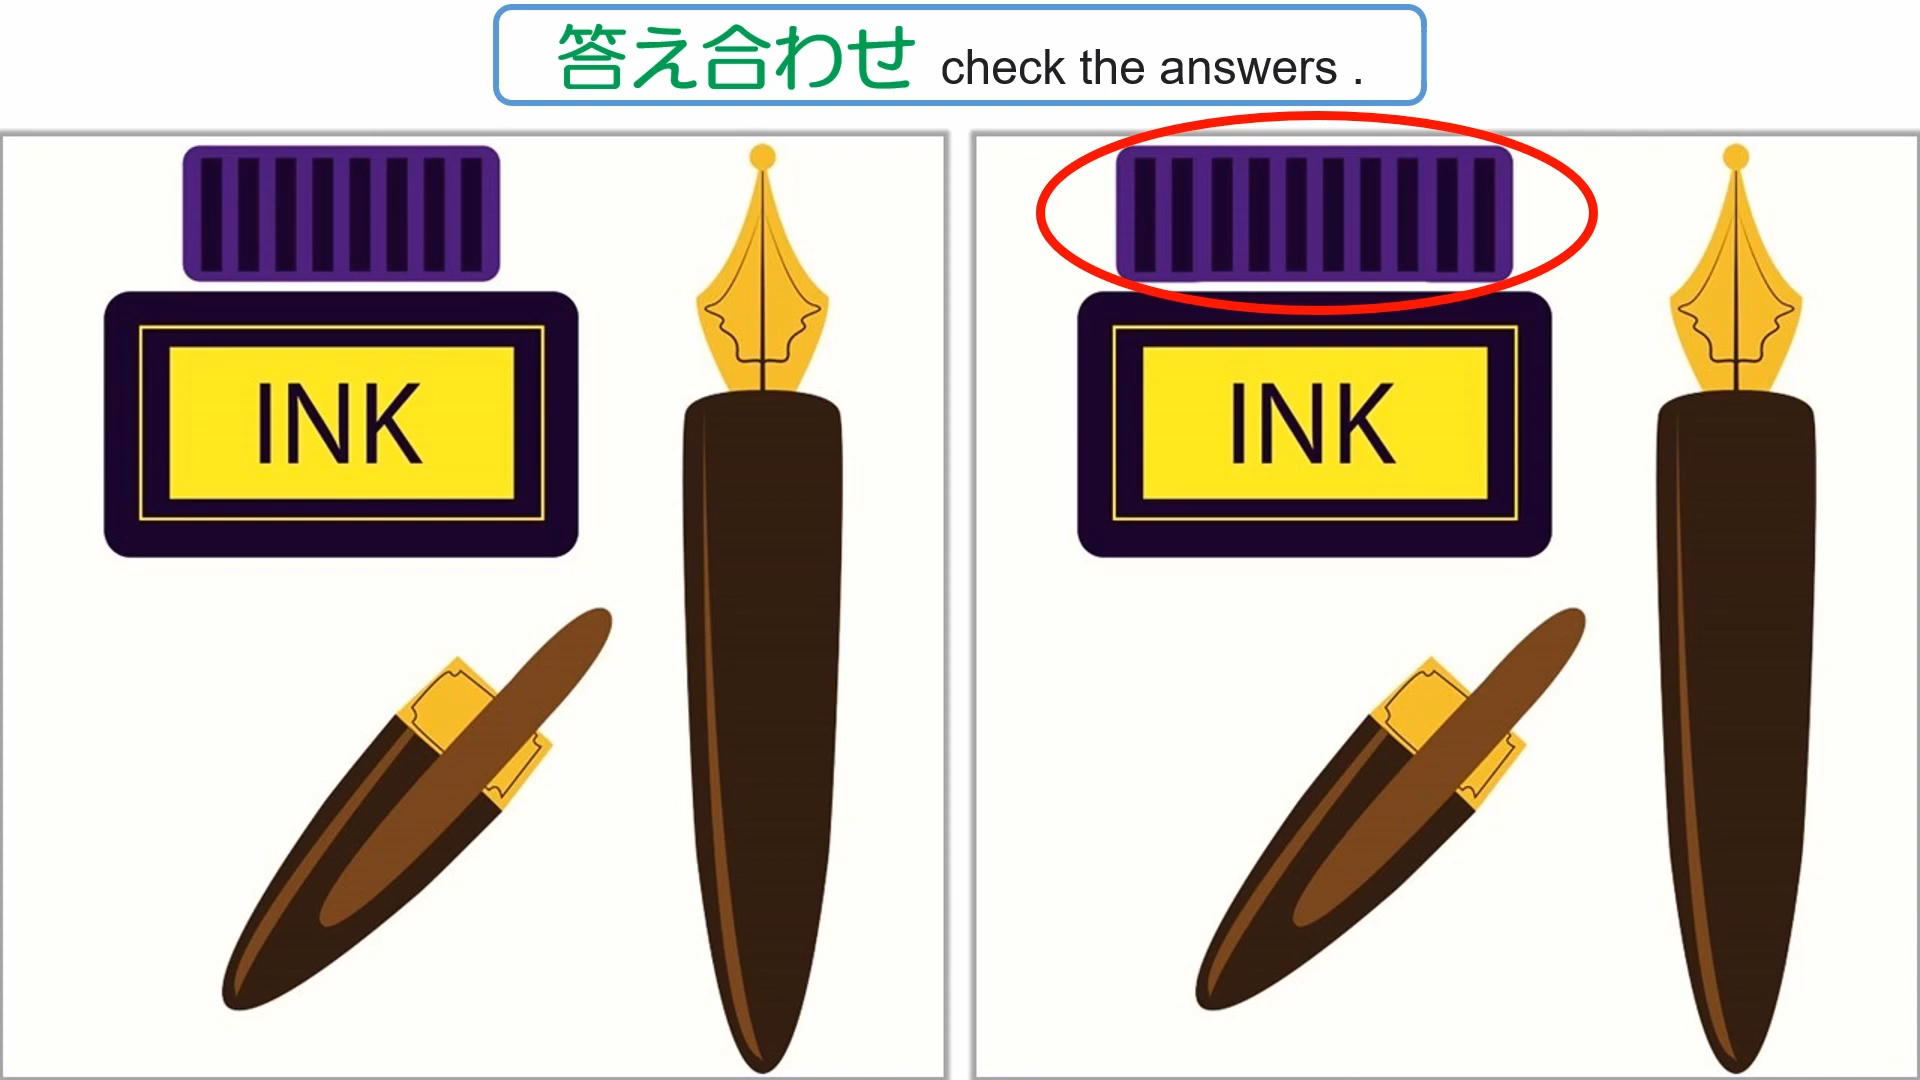 答え合わせ check the answers .
INK
INK